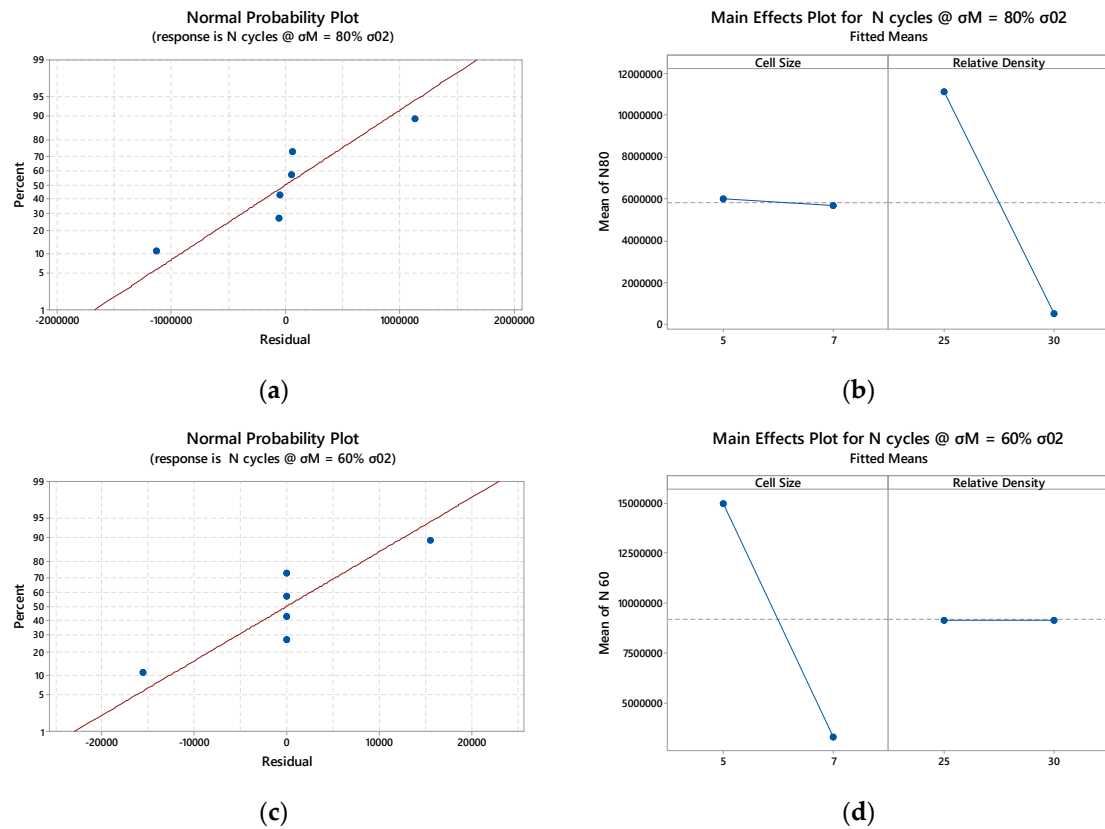 Normal Probability Plot
(response is N cycles @ σM = 80% σ02)
99
95
90
80
70
60
50
40
30
20
10
5
1
Percent
-2000000 -1000000 0 1000000 2000000
Residual
(a)
Main Effects Plot for N cycles @ σM = 80% σ02
Fitted Means
Cell Size Relative Density
12000000
10000000
8000000
6000000
4000000
2000000
0
Mean of N80
5 7 25 30
(b)
Normal Probability Plot
(response is N cycles @ σM = 60% σ02)
99
95
90
80
70
60
50
40
30
20
10
5
1
Percent
-20000 -10000 0 10000 20000
Residual
(c)
Main Effects Plot for N cycles @ σM = 60% σ02
Fitted Means
Cell Size Relative Density
15000000
12500000
10000000
7500000
5000000
Mean of N 60
5 7 25 30
(d)